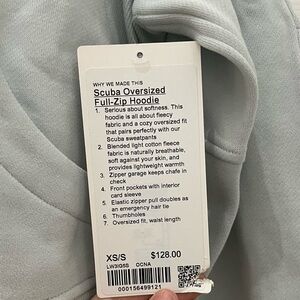 WHY WE MADE THIS
Scuba Oversized
Full-Zip Hoodie
1. Serious about softness. This
hoodie is all about fleecy
fabric and a cozy oversized fit
that pairs perfectly with our
Scuba sweatpants
2. Blended light cotton fleece
fabric is naturally breathable,
soft against your skin, and
provides lightweight warmth
3. Zipper garage keeps chafe in
check
4. Front pockets with interior
card sleeve
5. Elastic zipper pull doubles as
an emergency hair tie
6. Thumbholes
7. Oversized fit, waist length
XS/S $128.00
LW3IQ5S OCNA
000156499121